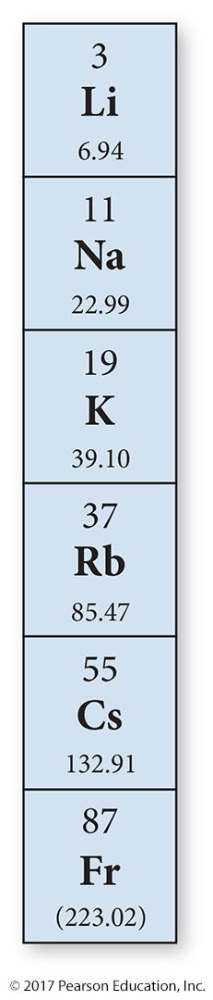 3
Li
6.94
11
Na
22.99
19
K
39.10
37
Rb
85.47
55
Cs
132.91
87
Fr
(223.02)
© 2017 Pearson Education, Inc.